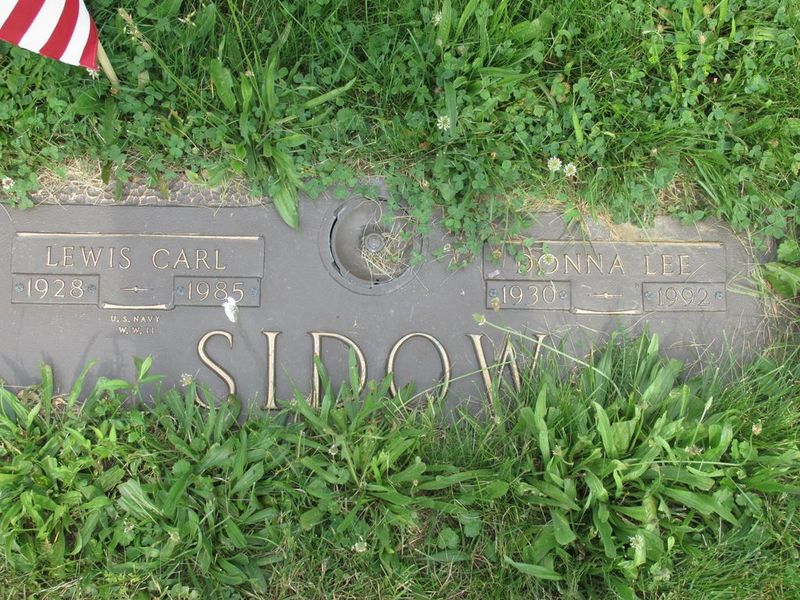 LEWIS CARL
1928 1985
U.S. NAVY
W.W. II
DONNA LEE
1930 1992
SIDOW